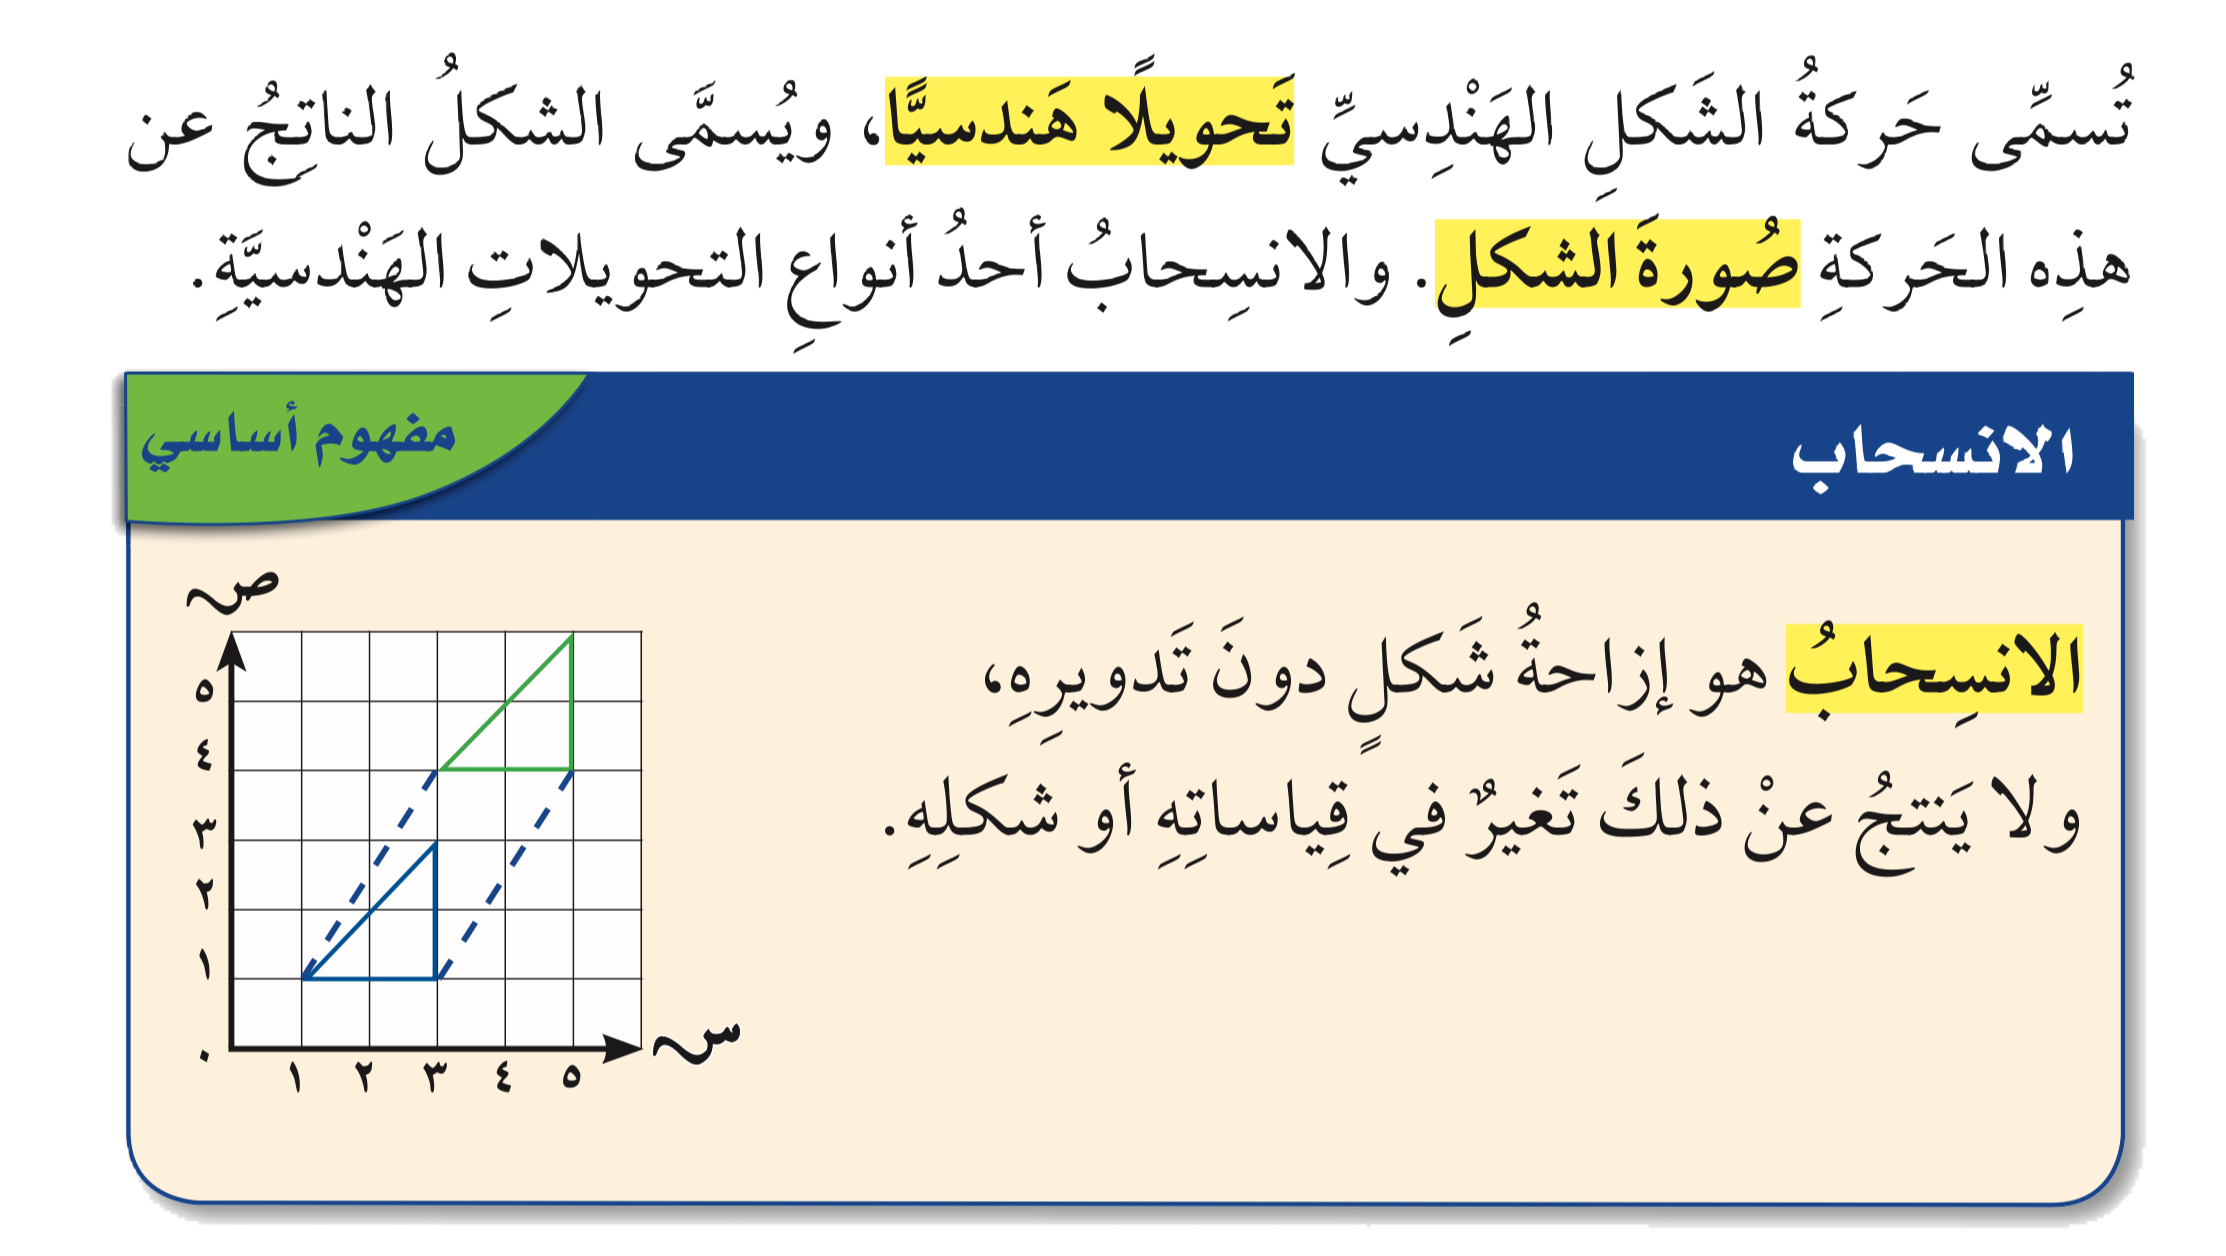 تُسمِّى حَركةُ الشَكلِ الهَنْدِسيِّ تَحويلًا هَندسيًّا، ويُسمَّى الشكلُ الناتِجُ عن
هذِه الحَركةِ صُورةَ الشكلِ. والانسِحابُ أحدُ أنواعِ التحويلاتِ الهَنْدسيَّةِ.
الانسحاب
مفهوم أساسي
الانسِحابُ هو إزاحةُ شَكلٍ دونَ تَدويرِهِ،
ولا يَنتجُ عنْ ذلكَ تَغيرٌ في قِياساتِهِ أو شكلِهِ.
ص
٥
٤
٣
٢
١
٠
١ ٢ ٣ ٤ ٥
س